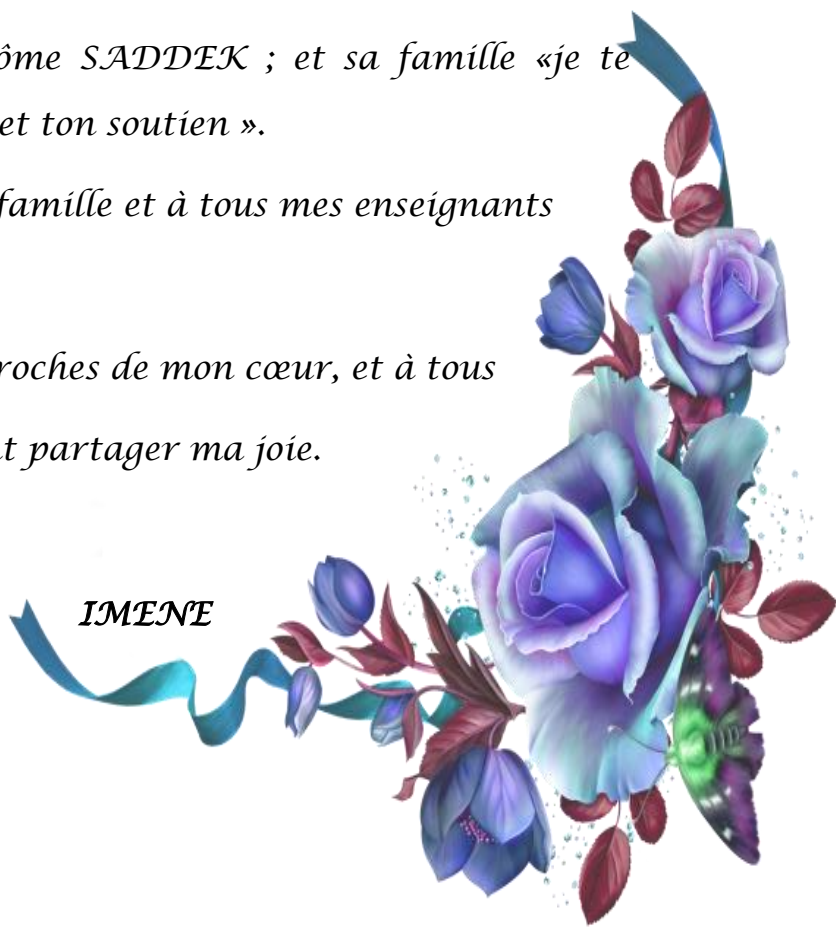 ôme SADDEK ; et sa famille «je te
et ton soutien ».
famille et à tous mes enseignants
roches de mon cœur, et à tous
t partager ma joie.
IMENE